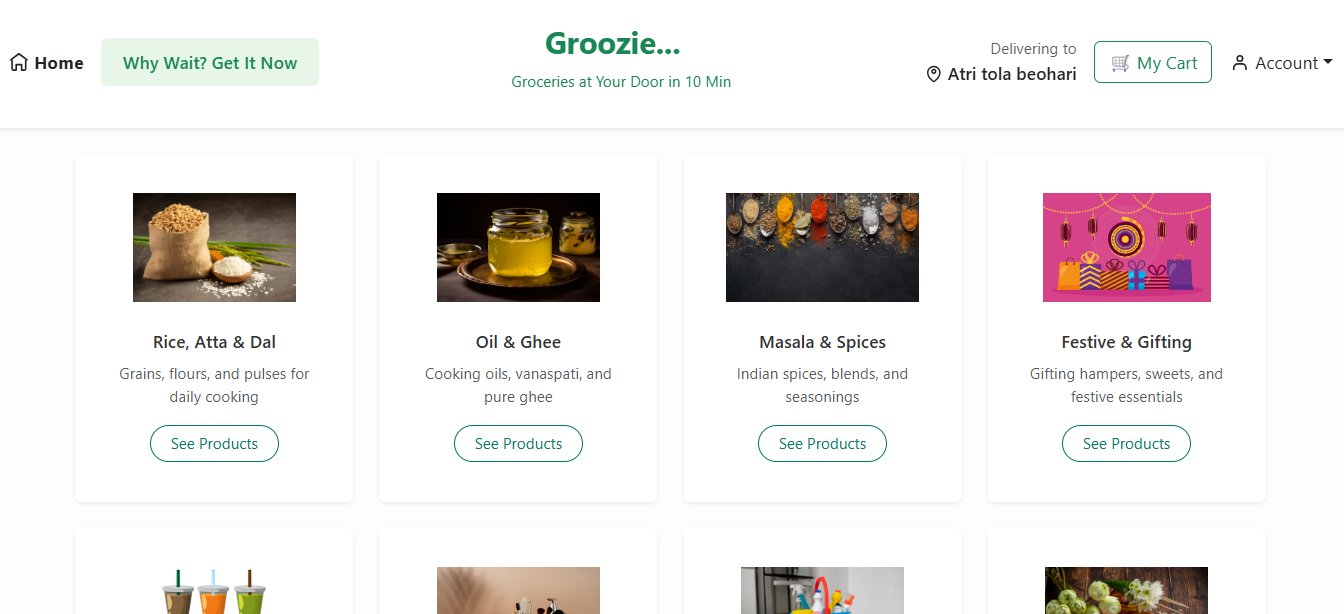 Home
Why Wait? Get It Now
Groozie...
Groceries at Your Door in 10 Min
Delivering to
Atri tola beohari
My Cart
Account
Rice, Atta & Dal
Grains, flours, and pulses for
daily cooking
See Products
Oil & Ghee
Cooking oils, vanaspati, and
pure ghee
See Products
Masala & Spices
Indian spices, blends, and
seasonings
See Products
Festive & Gifting
Gifting hampers, sweets, and
festive essentials
See Products